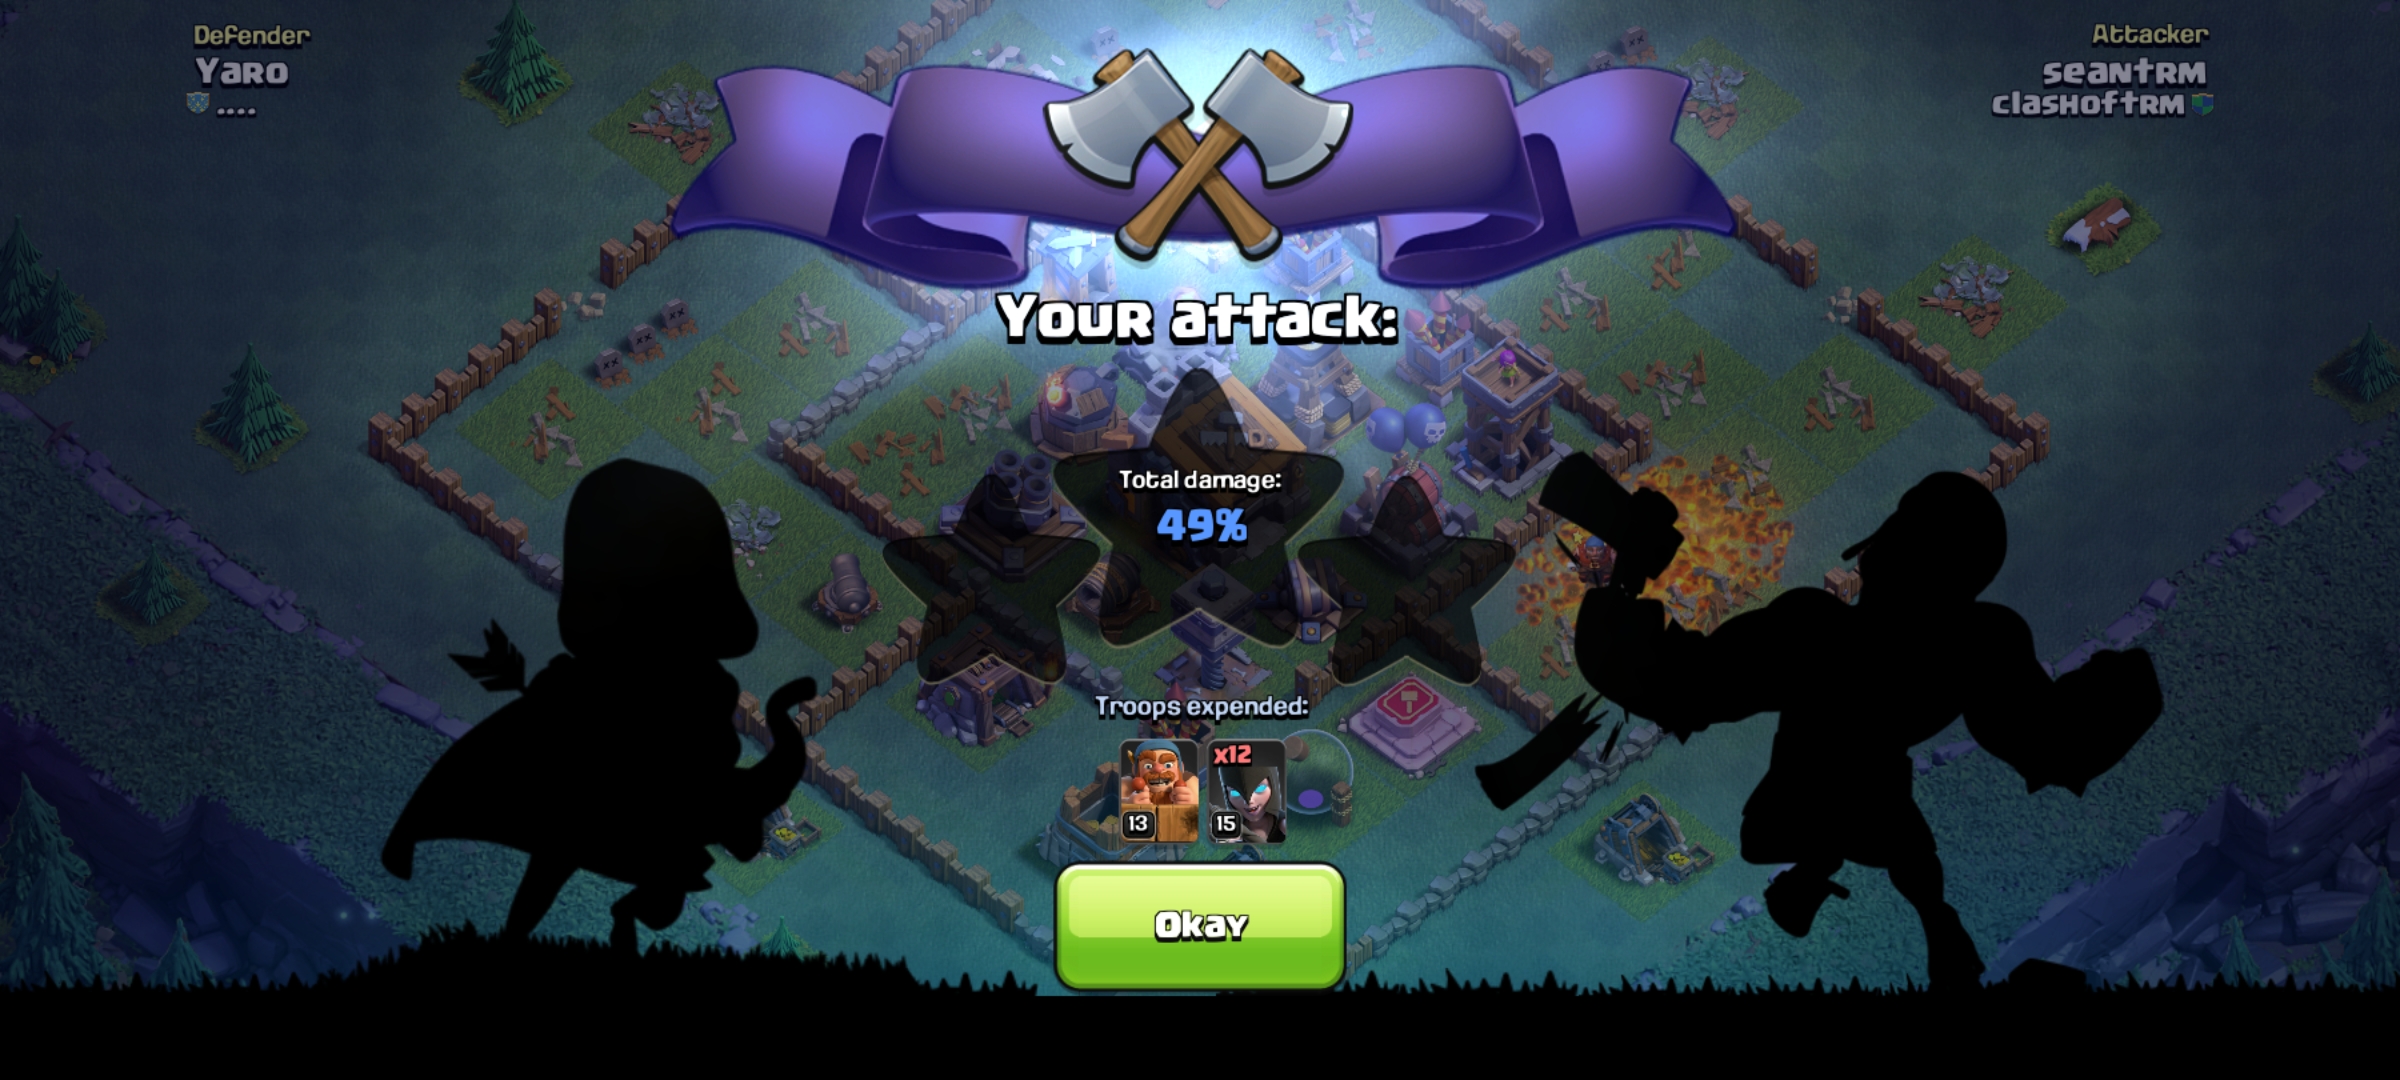 Defender
Yaro
....
Attacker
seantRM
clashoftRM
Your attack:
Total damage:
49%
Troops expended:
x12
13
15
Okay